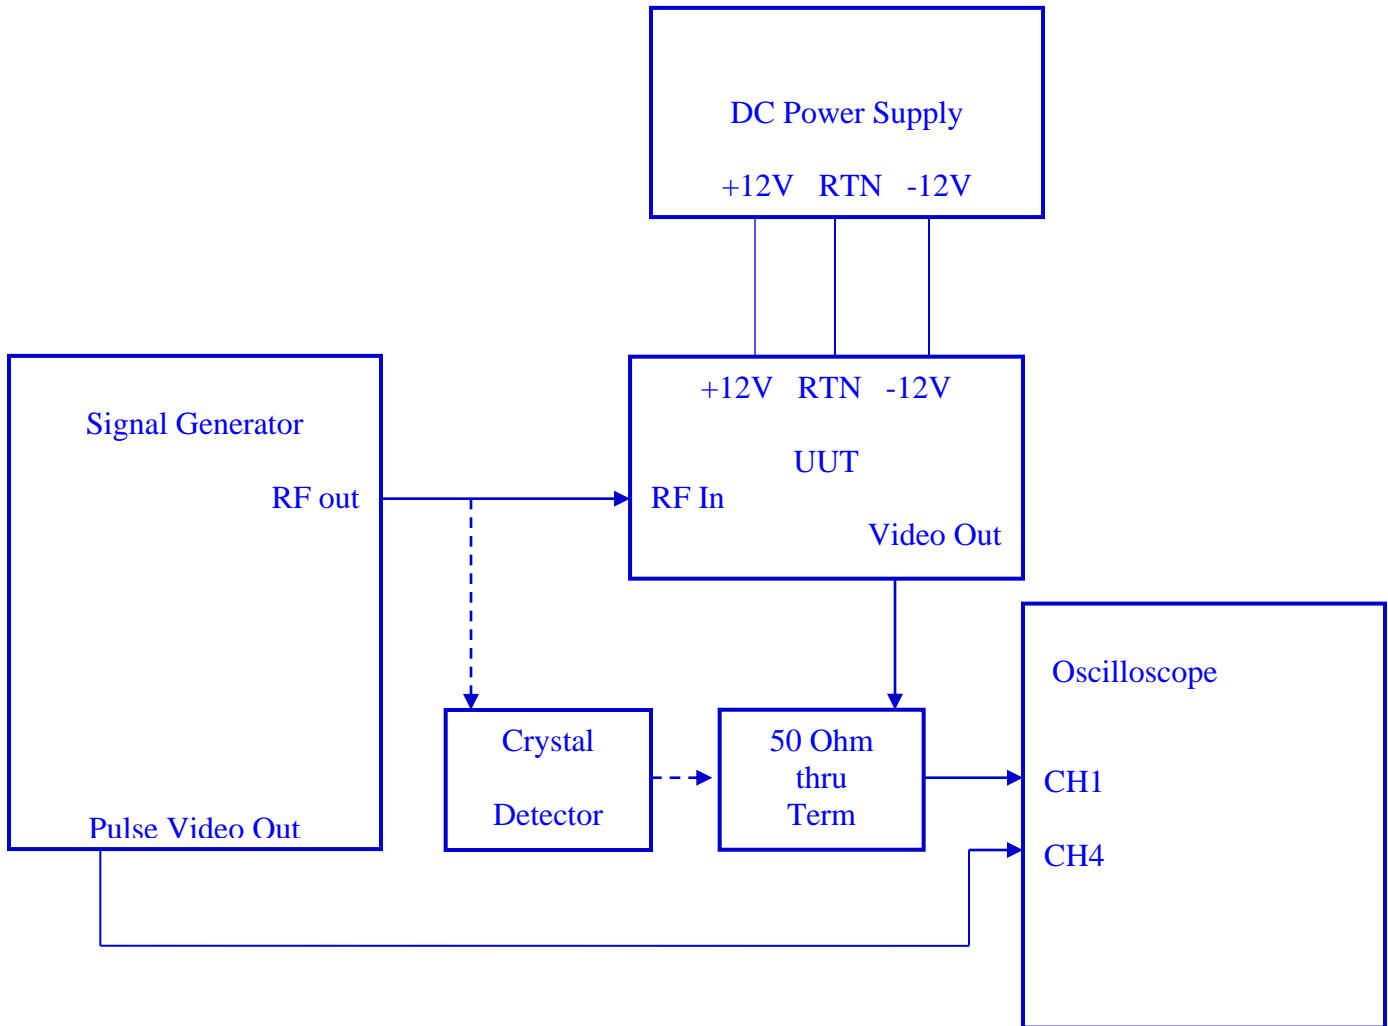 DC Power Supply
+12V RTN -12V
+12V RTN -12V
Signal Generator
UUT
RF out
RF In
Video Out
Oscilloscope
Crystal
Detector
50 Ohm
thru
Term
CH1
Pulse Video Out
CH4